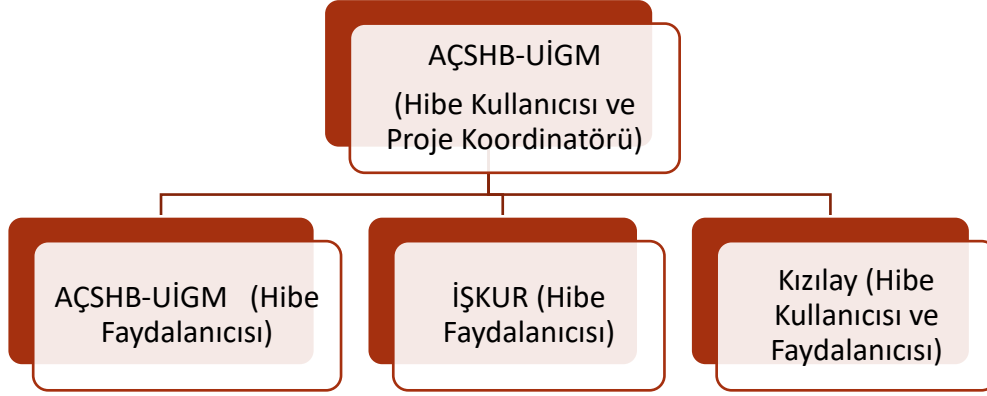 AÇSHB-UİGM
(Hibe Kullanıcısı ve
Proje Koordinatörü)
AÇSHB-UİGM (Hibe
Faydalanıcısı)
İŞKUR (Hibe
Faydalanıcısı)
Kızılay (Hibe
Kullanıcısı ve
Faydalanıcısı)